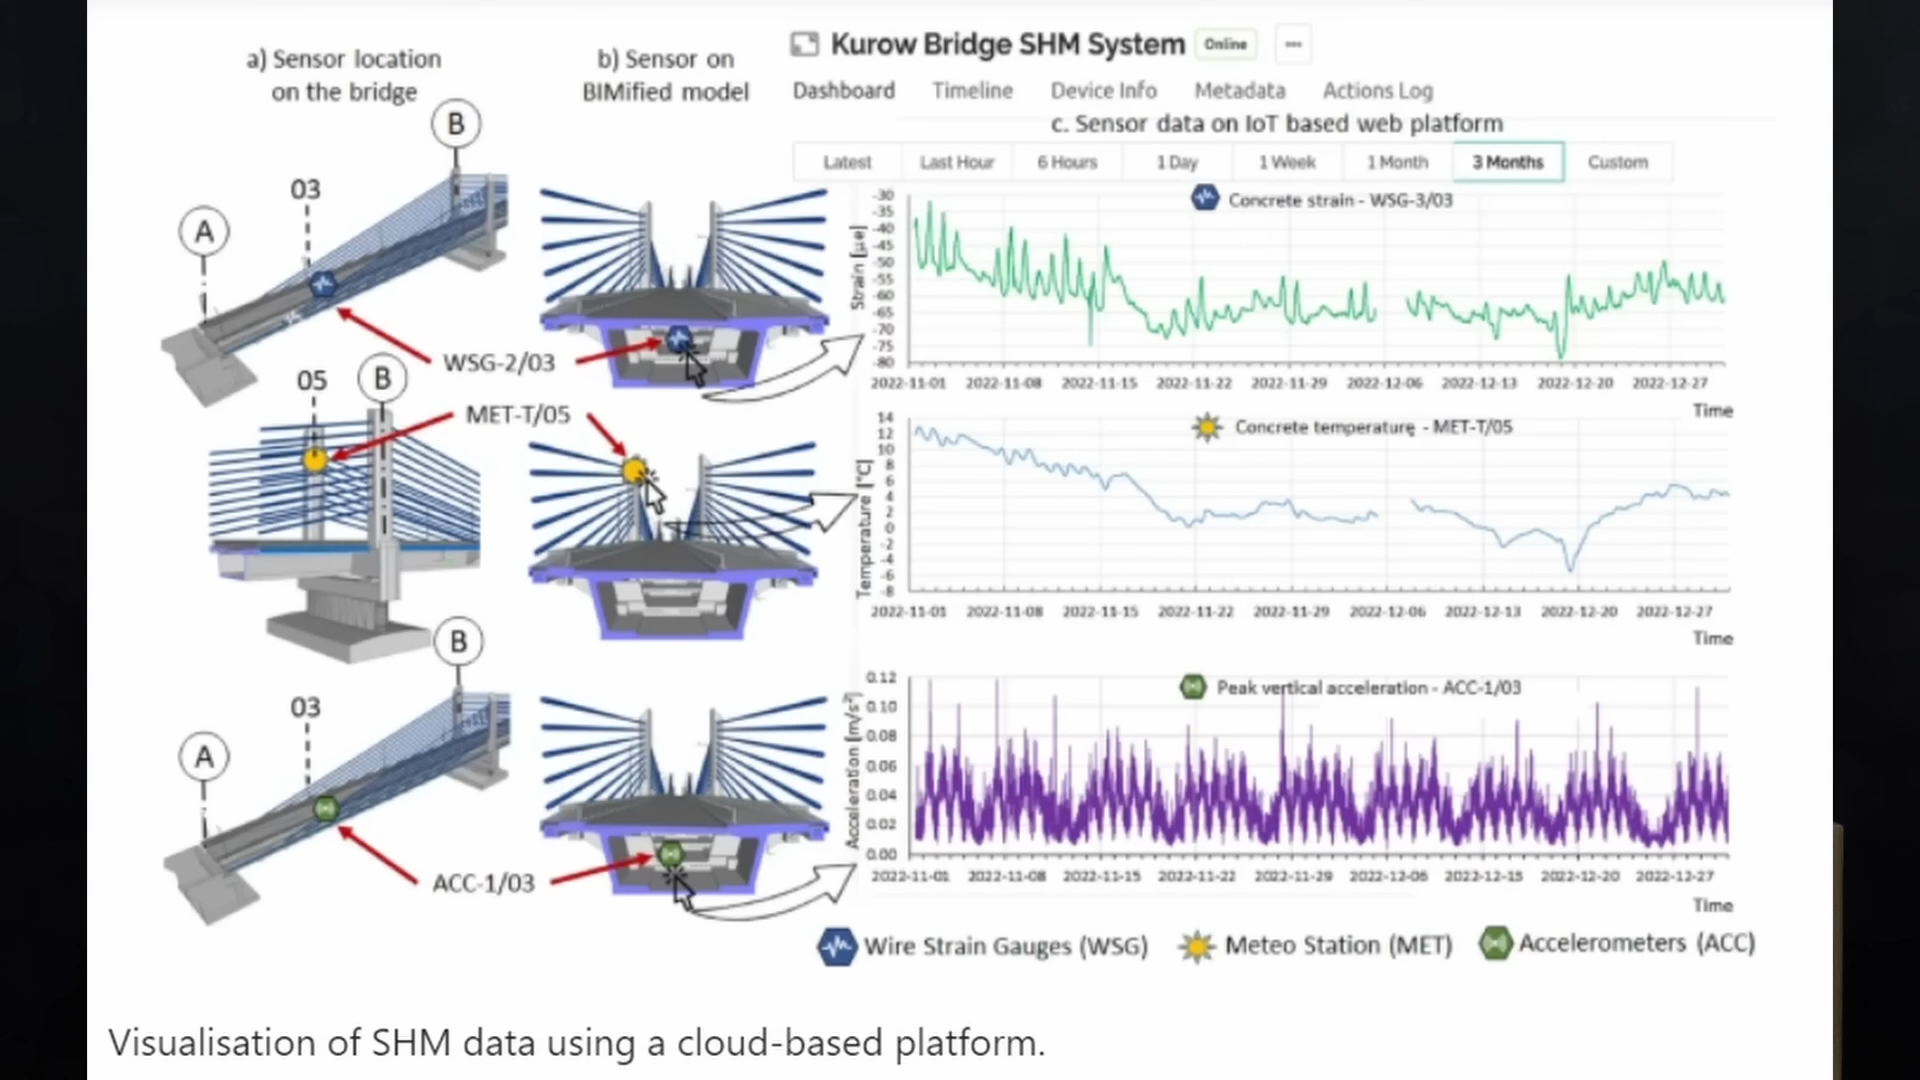 a) Sensor location
on the bridge
b) Sensor on
BIMified model
Kurow Bridge SHM System
Online
Dashboard
Timeline
Device Info
Metadata
Actions Log
c. Sensor data on IoT based web platform
Latest
Last Hour
6 Hours
1 Day
1 Week
1 Month
3 Months
Custom
B
03
A
WSG-2/03
Concrete strain - WSG-3/03
Strain [µe]
-30
-35
-40
-45
-50
-55
-60
-65
-70
-75
-80
2022-11-01 2022-11-08 2022-11-15 2022-11-22 2022-11-29 2022-12-06 2022-12-13 2022-12-20 2022-12-27
Time
05
B
MET-T/05
Concrete temperature - MET-T/05
Temperature [°C]
14
12
10
8
6
4
2
0
-2
-4
-6
-8
2022-11-01 2022-11-08 2022-11-15 2022-11-22 2022-11-29 2022-12-06 2022-12-13 2022-12-20 2022-12-27
Time
B
03
A
ACC-1/03
Peak vertical acceleration - ACC-1/03
Acceleration [m/s²]
0.12
0.10
0.08
0.06
0.04
0.02
0.00
2022-11-01 2022-11-08 2022-11-15 2022-11-22 2022-11-29 2022-12-06 2022-12-13 2022-12-20 2022-12-27
Time
Wire Strain Gauges (WSG)
Meteo Station (MET)
Accelerometers (ACC)
Visualisation of SHM data using a cloud-based platform.